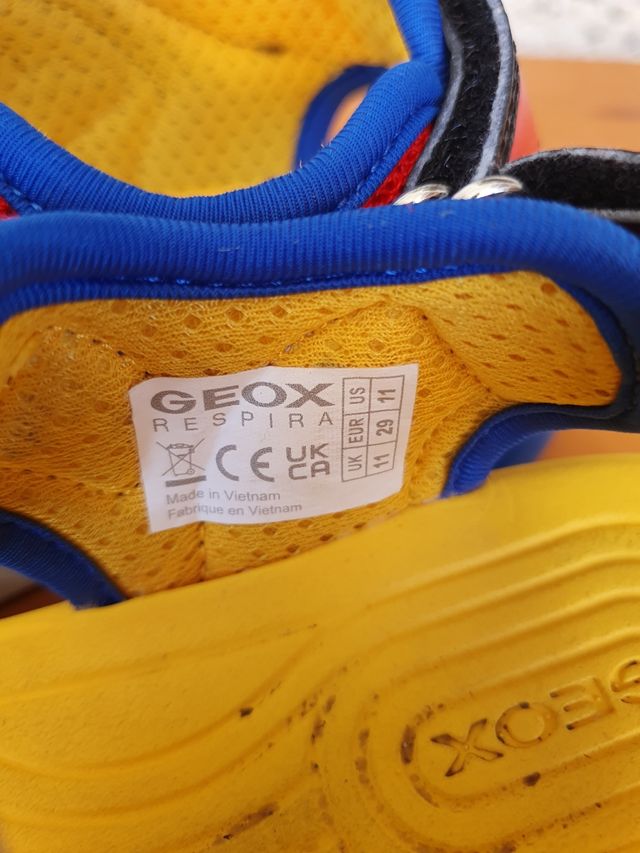 GEOX
RESPIRA
CE UK CA
Made in Vietnam
Fabrique en Vietnam
US 11
EUR 29
UK 11
GEOX